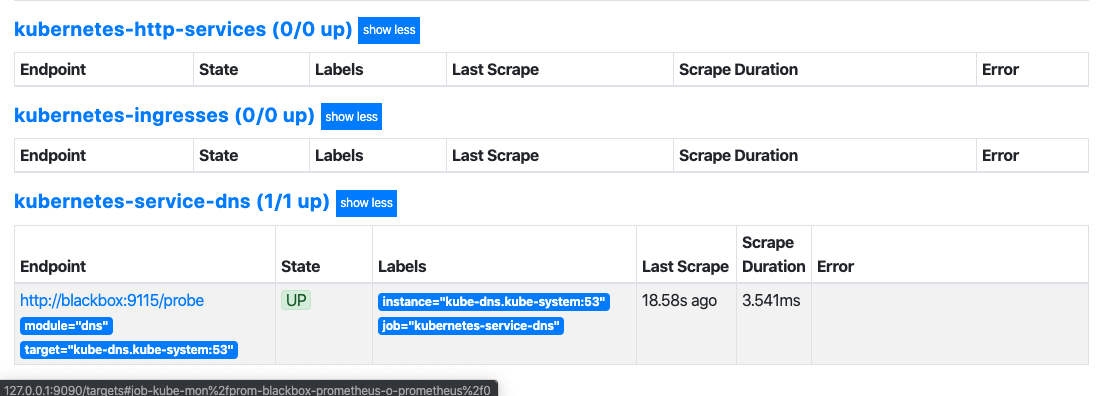 kubernetes-http-services (0/0 up) show less
Endpoint State Labels Last Scrape Scrape Duration Error
kubernetes-ingresses (0/0 up) show less
Endpoint State Labels Last Scrape Scrape Duration Error
kubernetes-service-dns (1/1 up) show less
Endpoint State Labels Last Scrape Scrape Duration Error
http://blackbox:9115/probe UP instance="kube-dns.kube-system:53" 18.58s ago 3.541ms
module="dns" job="kubernetes-service-dns"
target="kube-dns.kube-system:53"
127.0.0.1:9090/targets#job-kube-mon%2fprom-blackbox-prometheus-o-prometheus%2f0